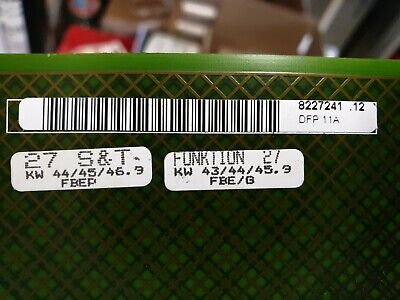 8227241 .12
DFP 11A
27 S&T.
KW 44/45/46.9
FBEP
FUNKTION 27
KW 43/44/45.9
FBE/G